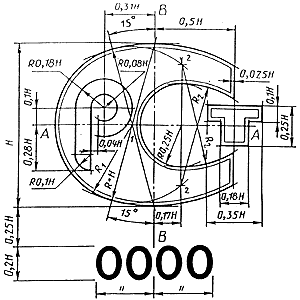 0,31H
B
15°
0,5H
R0,18H
R0,08H
2
0,075H
0,1H
R₂
0,1H
A
A
1
0,25H
H
0,28H
0,04H
R0,25H
R₂
R0,1H
R₁
R=H
2
0,18H
15°
0,17H
0,35H
0,25H
B
0,2H
0000
" "